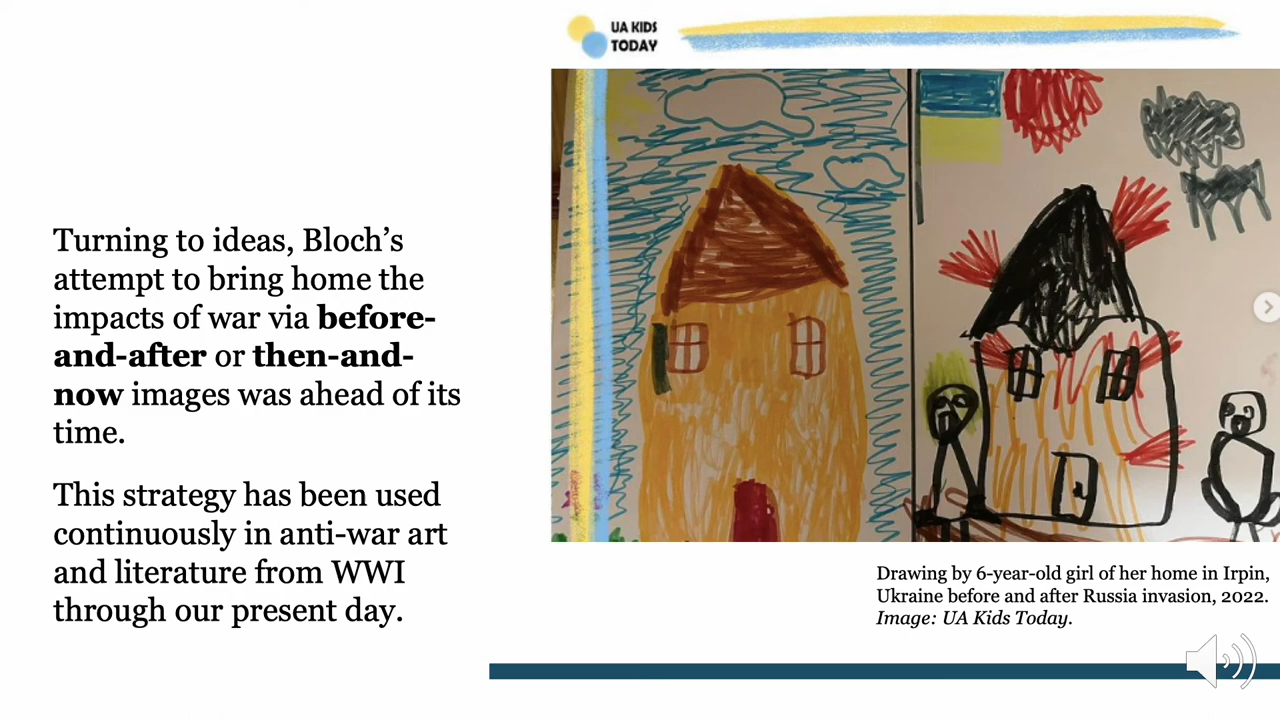 UA KIDS
TODAY
Turning to ideas, Bloch’s
attempt to bring home the
impacts of war via before-
and-after or then-and-
now images was ahead of its
time.
This strategy has been used
continuously in anti-war art
and literature from WWI
through our present day.
Drawing by 6-year-old girl of her home in Irpin,
Ukraine before and after Russia invasion, 2022.
Image: UA Kids Today.